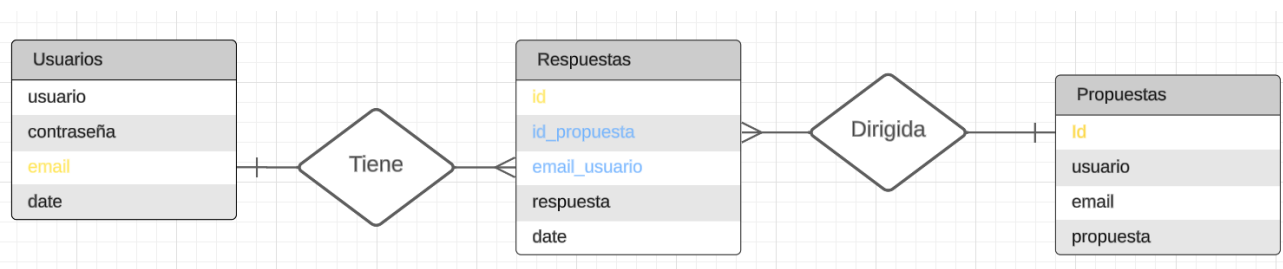 Usuarios
usuario
contraseña
email
date
Tiene
Respuestas
id
id_propuesta
email_usuario
respuesta
date
Dirigida
Propuestas
Id
usuario
email
propuesta